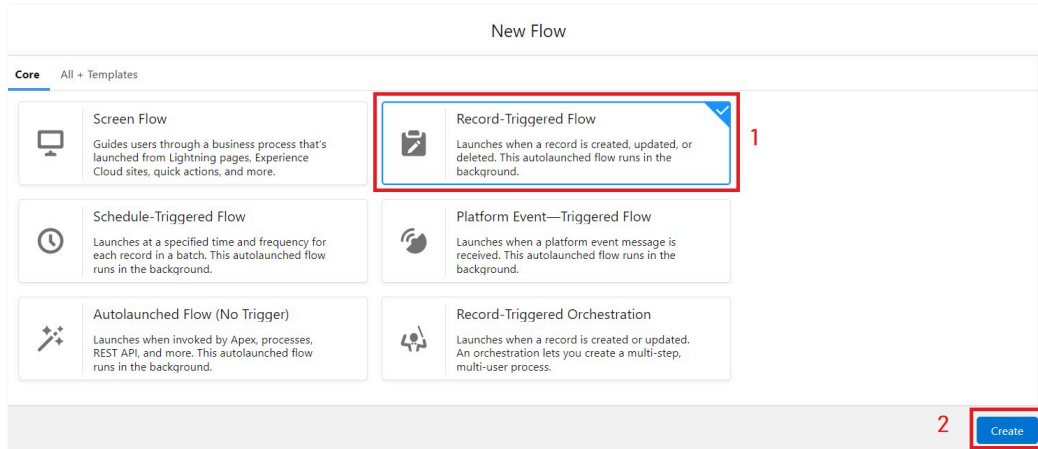 New Flow
Core
All + Templates
Screen Flow
Guides users through a business process that's
launched from Lightning pages, Experience
Cloud sites, quick actions, and more.
Record-Triggered Flow
Launches when a record is created, updated, or
deleted. This autolaunched flow runs in the
background.
1
Schedule-Triggered Flow
Launches at a specified time and frequency for
each record in a batch. This autolaunched flow
runs in the background.
Platform Event—Triggered Flow
Launches when a platform event message is
received. This autolaunched flow runs in the
background.
Autolaunched Flow (No Trigger)
Launches when invoked by Apex, processes,
REST API, and more. This autolaunched flow
runs in the background.
Record-Triggered Orchestration
Launches when a record is created or updated.
An orchestration lets you create a multi-step,
multi-user process.
2
Create